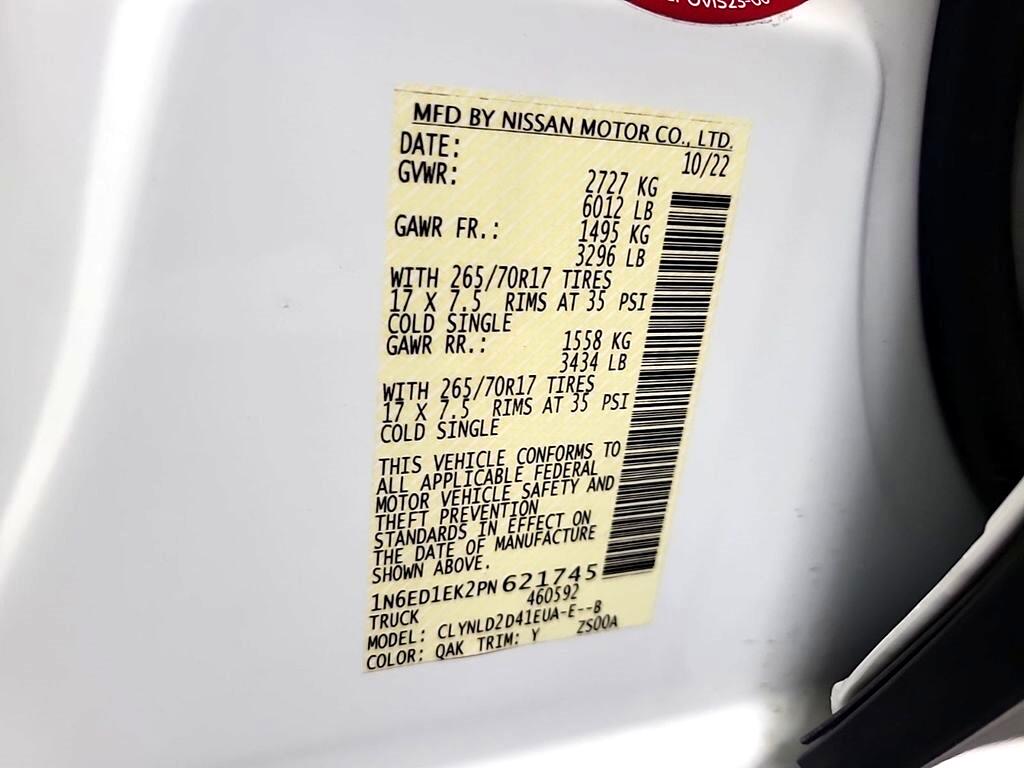 MFD BY NISSAN MOTOR CO., LTD.
DATE: 10/22
GVWR: 2727 KG
6012 LB
GAWR FR.: 1495 KG
3296 LB
WITH 265/70R17 TIRES
17 X 7.5 RIMS AT 35 PSI
COLD SINGLE
GAWR RR.: 1558 KG
3434 LB
WITH 265/70R17 TIRES
17 X 7.5 RIMS AT 35 PSI
COLD SINGLE
THIS VEHICLE CONFORMS TO
ALL APPLICABLE FEDERAL
MOTOR VEHICLE SAFETY AND
THEFT PREVENTION
STANDARDS IN EFFECT ON
THE DATE OF MANUFACTURE
SHOWN ABOVE.
1N6ED1EK2PN621745
TRUCK 460592
MODEL: CLYNLD2D41EUA-E--B
COLOR: QAK TRIM: Y ZS00A